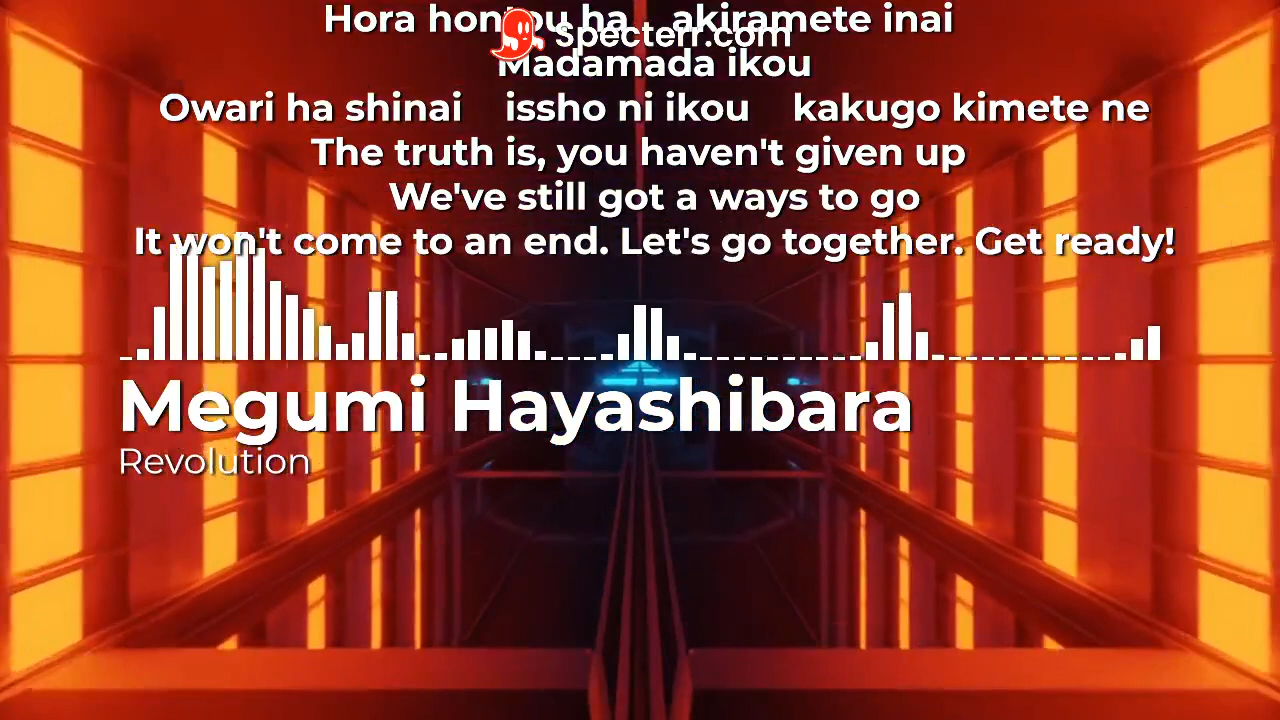 Hora hontou ha akiramete inai
Specterr.com
Madamada ikou
Owari ha shinai issho ni ikou kakugo kimete ne
The truth is, you haven't given up
We've still got a ways to go
It won't come to an end. Let's go together. Get ready!
Megumi Hayashibara
Revolution